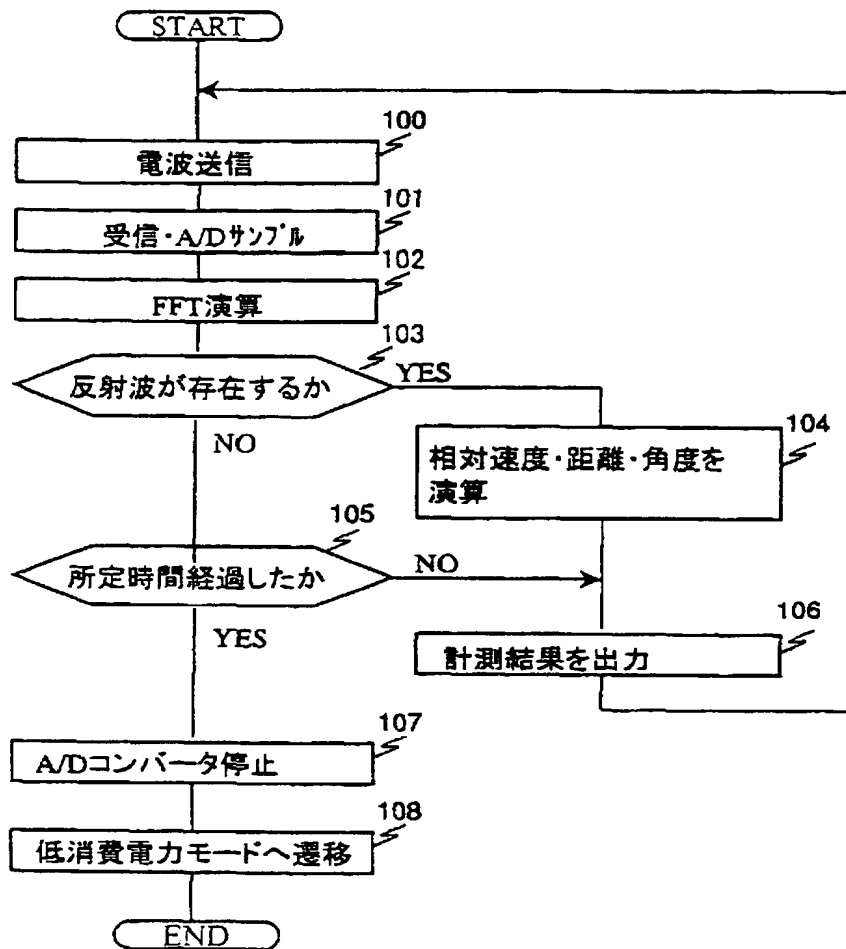 START
100
電波送信
101
受信・A/Dサンプル
102
FFT演算
103
反射波が存在するか
YES
NO
104
相対速度・距離・角度を
演算
105
所定時間経過したか
NO
YES
106
計測結果を出力
107
A/Dコンバータ停止
108
低消費電力モードへ遷移
END